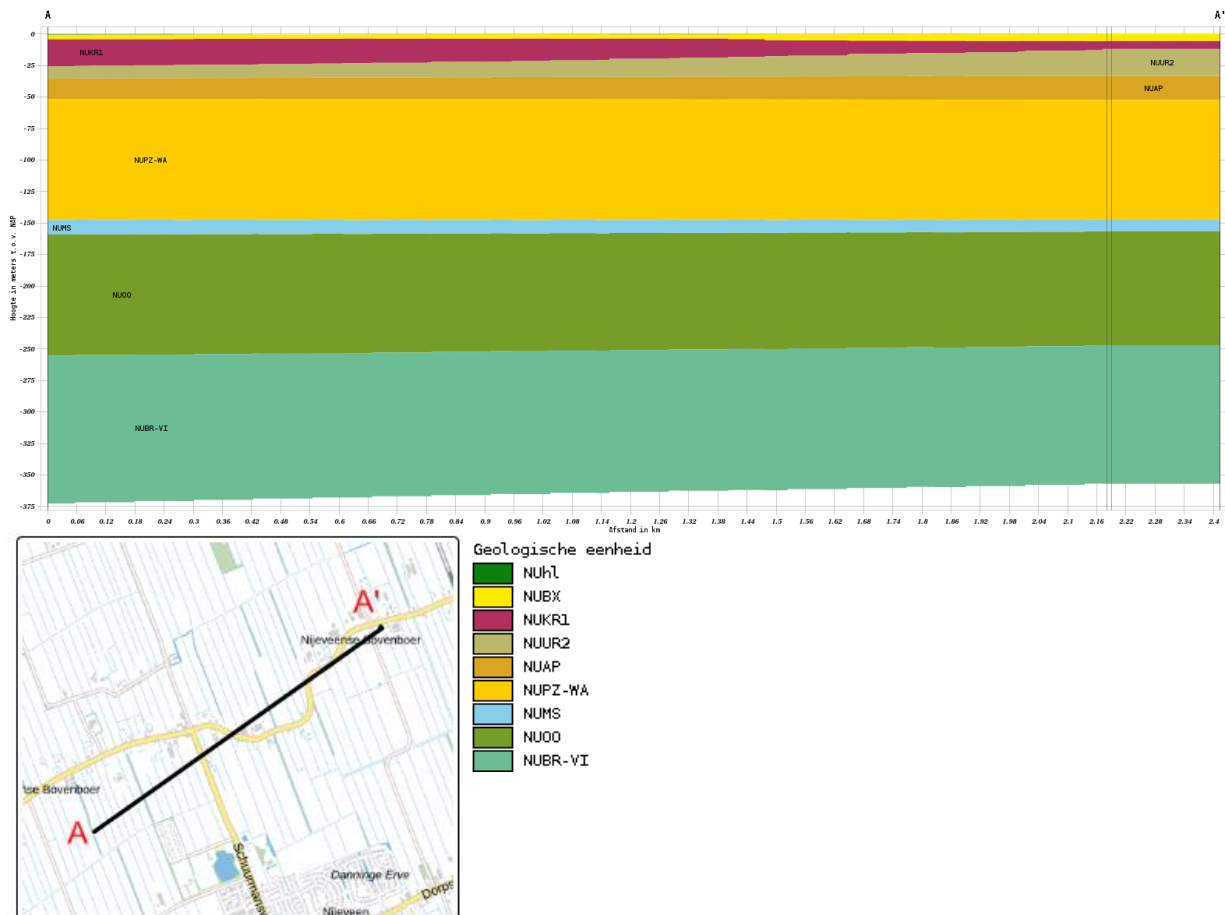 A A'
0
NUKR1
-25
NUUR2
NUAP
-50
-75
NUPZ-WA
-100
-125
-150
NUMS
-175
-200
NUOO
-225
-250
-275
-300
NUBR-VI
-325
-350
-375
Hoogte in meters t.o.v. NAP
0 0.06 0.12 0.18 0.24 0.3 0.36 0.42 0.48 0.54 0.6 0.66 0.72 0.78 0.84 0.9 0.96 1.02 1.08 1.14 1.2 1.26 1.32 1.38 1.44 1.5 1.56 1.62 1.68 1.74 1.8 1.86 1.92 1.98 2.04 2.1 2.16 2.22 2.28 2.34 2.4
Afstand in km
A'
Nijeveense Bovenboer
tse Bovenboer
A
Schuurmansw
Danninge Erve
Dorps
Nijeveen
Geologische eenheid
NUhl
NUBX
NUKR1
NUUR2
NUAP
NUPZ-WA
NUMS
NUOO
NUBR-VI